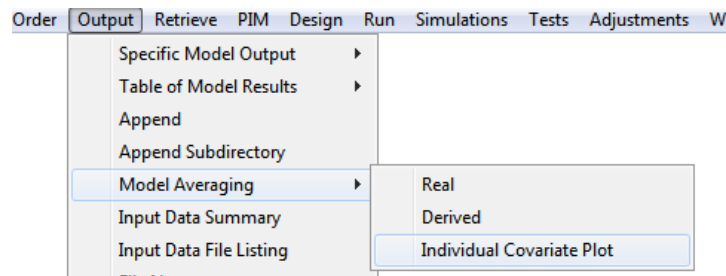 Order Output Retrieve PIM Design Run Simulations Tests Adjustments
Specific Model Output
Table of Model Results
Append
Append Subdirectory
Model Averaging
Real
Input Data Summary
Derived
Input Data File Listing
Individual Covariate Plot